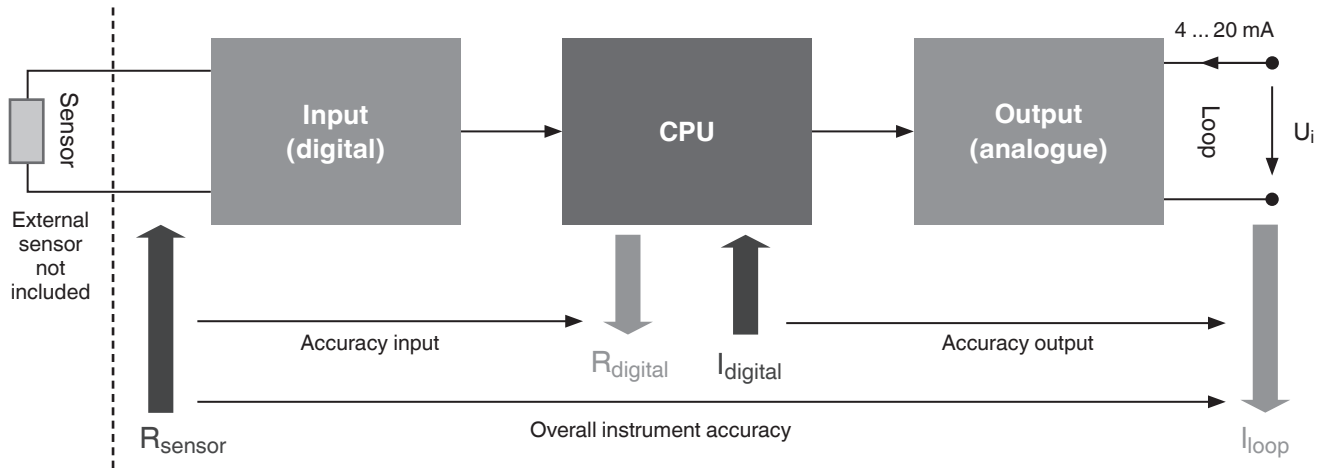 Sensor
External
sensor
not
included
Input
(digital)
CPU
Output
(analogue)
4 ... 20 mA
Loop
Ui
Accuracy input
Rdigital
Idigital
Accuracy output
Rsensor
Overall instrument accuracy
Iloop